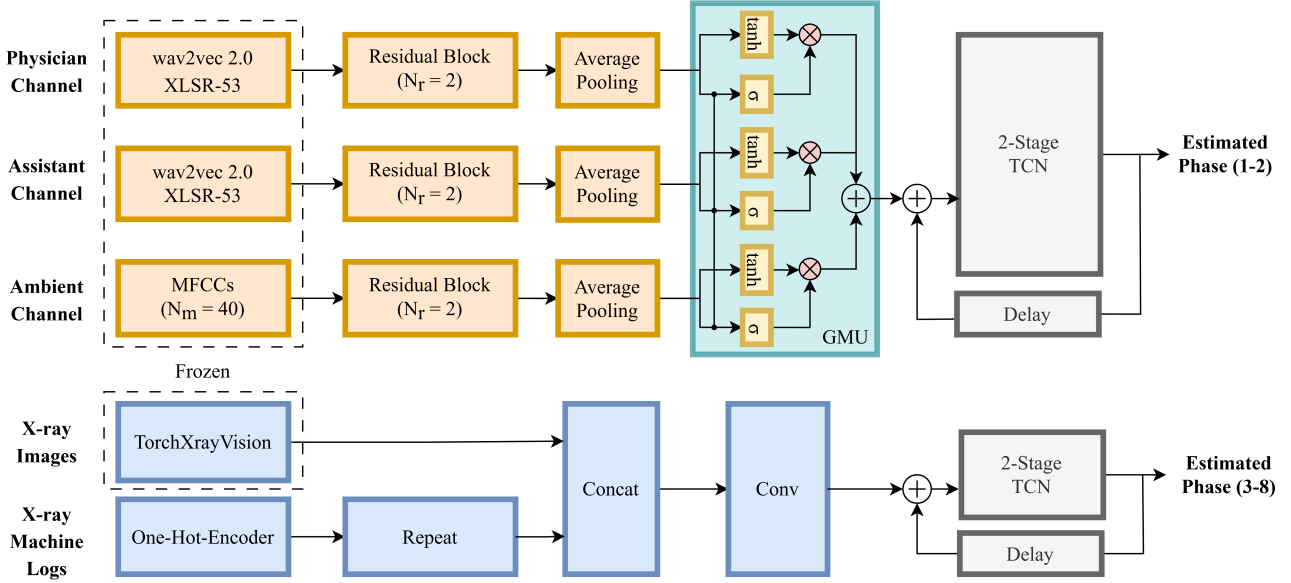 Physician
Channel
wav2vec 2.0
XLSR-53
Residual Block
(Nr = 2)
Average
Pooling
tanh
σ
Assistant
Channel
wav2vec 2.0
XLSR-53
Residual Block
(Nr = 2)
Average
Pooling
tanh
σ
2-Stage
TCN
Estimated
Phase (1-2)
Ambient
Channel
MFCCs
(Nm = 40)
Residual Block
(Nr = 2)
Average
Pooling
tanh
σ
GMU
Delay
Frozen
X-ray
Images
TorchXrayVision
Concat
Conv
2-Stage
TCN
Estimated
Phase (3-8)
X-ray
Machine
Logs
One-Hot-Encoder
Repeat
Delay